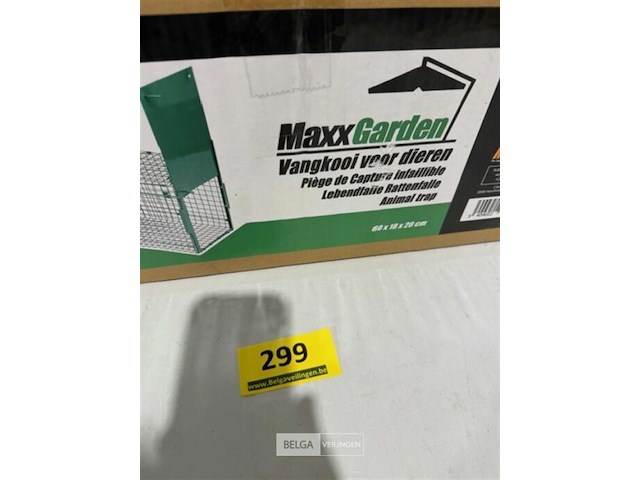 MaxxGarden
Vangkooi voor dieren
Piège de Capture infaillible
Lebendfalle Rattenfalle
Animal trap
60 x 18 x 20 cm
299
www.Belgaveilingen.be
BELGA VEILINGEN